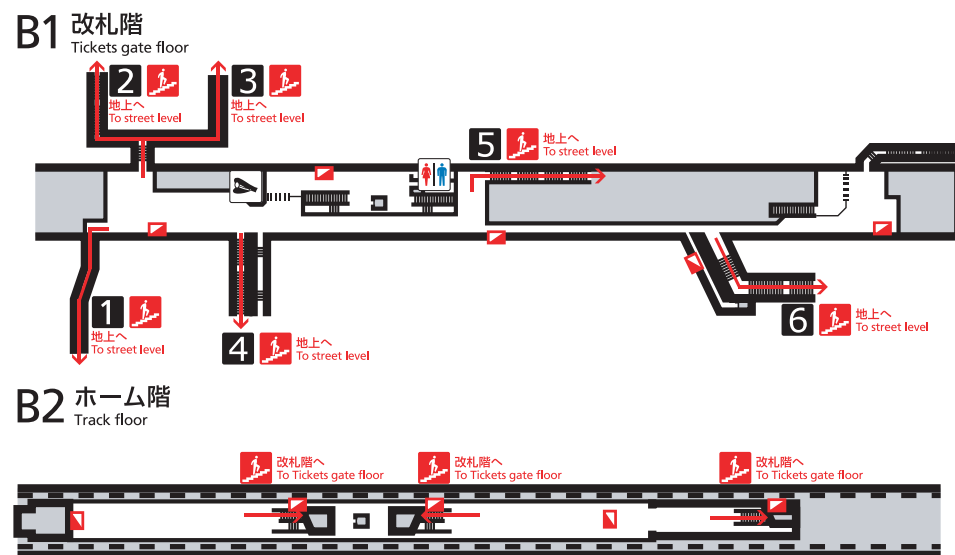 B1 改札階
Tickets gate floor
2
地上へ
To street level
3
地上へ
To street level
5
地上へ
To street level
1
地上へ
To street level
4
地上へ
To street level
6
地上へ
To street level
B2 ホーム階
Track floor
改札階へ
To Tickets gate floor
改札階へ
To Tickets gate floor
改札階へ
To Tickets gate floor